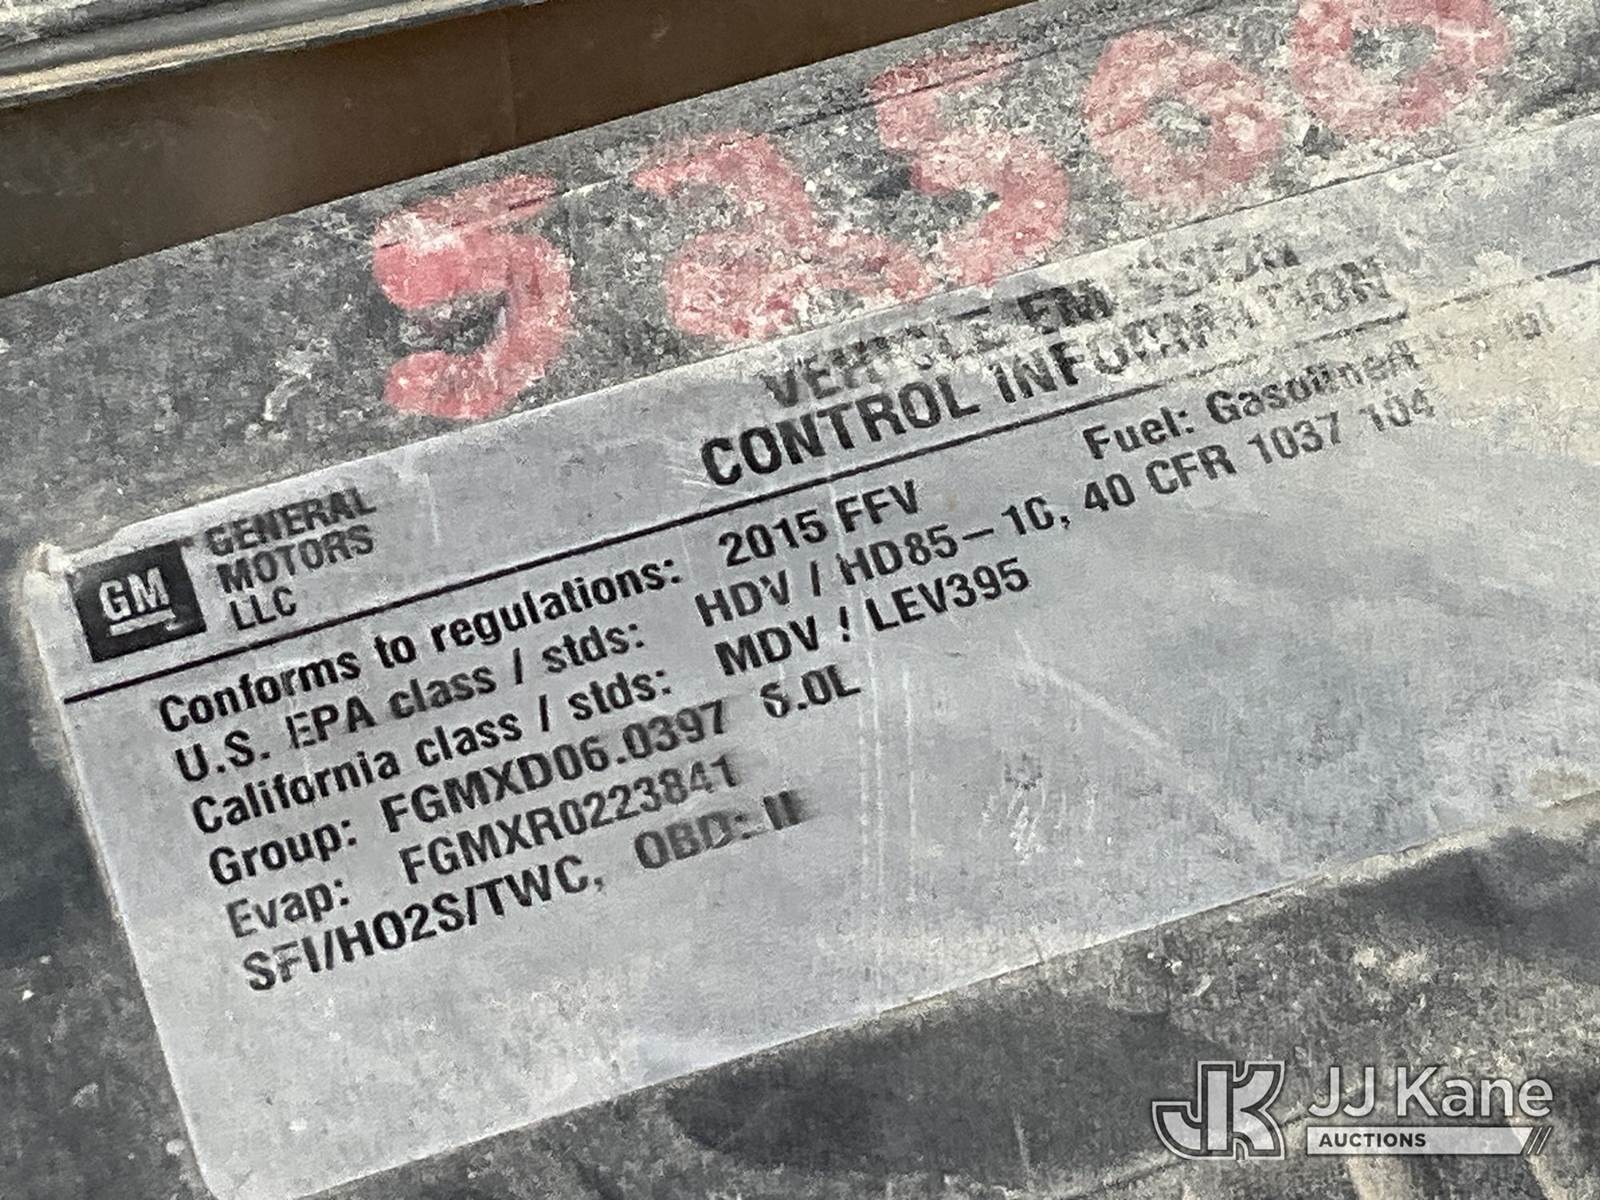 52500
VEHICLE EMISSION
CONTROL INFORMATION
GM
GENERAL
MOTORS
LLC
Conforms to regulations: 2015 FFV Fuel: Gasoline
U.S. EPA class / stds: HDV / HD85-10, 40 CFR 1037 104
California class / stds: MDV / LEV395
Group: FGMXD06.0397 6.0L
Evap: FGMXR0223841
SFI/HO2S/TWC, OBD: II
JK JJ Kane
AUCTIONS